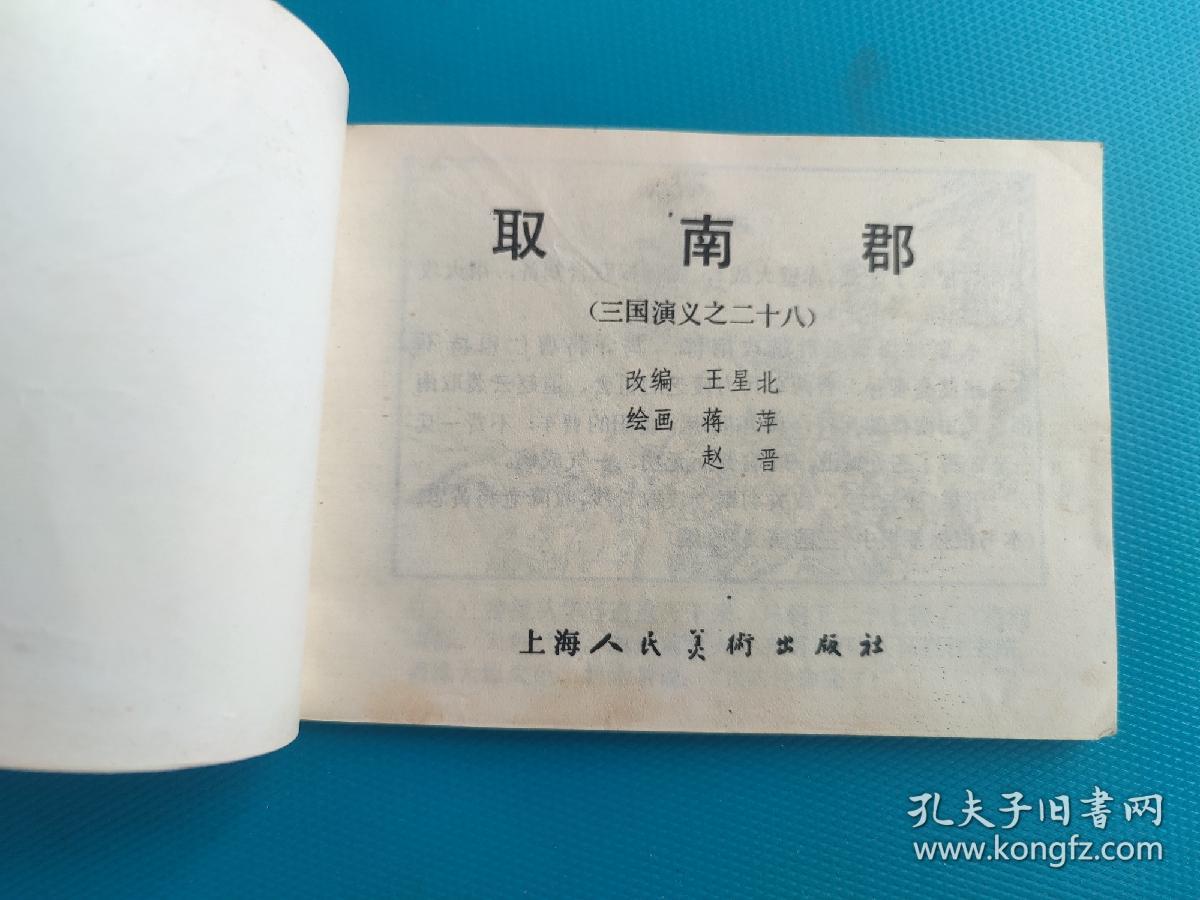 取南郡
(三国演义之二十八)
改编 王星北
绘画 蒋萍
赵晋
上海人民美術出版社
孔夫子旧书网
www.kongfz.com